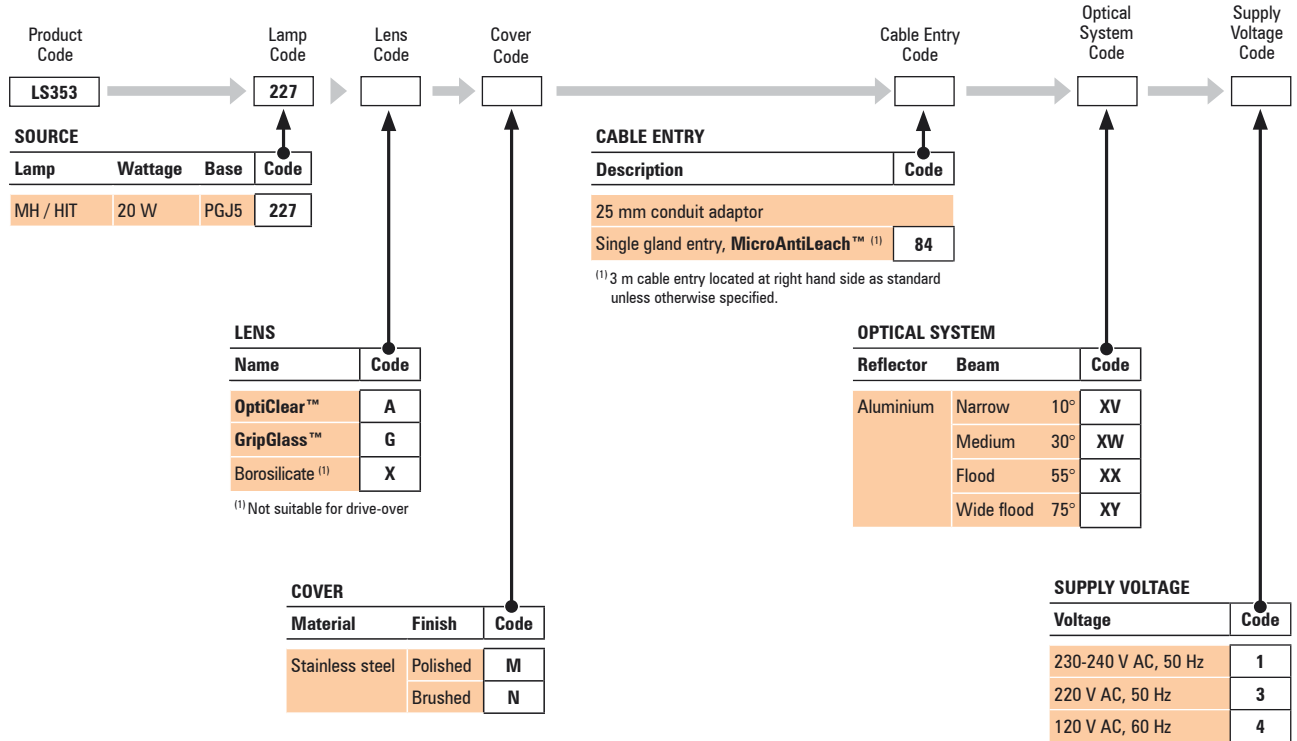 Product Code
Lamp Code
Lens Code
Cover Code
Cable Entry Code
Optical System Code
Supply Voltage Code
LS353
227
SOURCE
Lamp Wattage Base Code
MH / HIT 20 W PGJ5 227
CABLE ENTRY
Description Code
25 mm conduit adaptor
Single gland entry, MicroAntiLeach™ (1) 84
(1) 3 m cable entry located at right hand side as standard
unless otherwise specified.
LENS
Name Code
OptiClear™ A
GripGlass™ G
Borosilicate (1) X
(1) Not suitable for drive-over
OPTICAL SYSTEM
Reflector Beam Code
Aluminium Narrow 10° XV
Medium 30° XW
Flood 55° XX
Wide flood 75° XY
COVER
Material Finish Code
Stainless steel Polished M
Brushed N
SUPPLY VOLTAGE
Voltage Code
230-240 V AC, 50 Hz 1
220 V AC, 50 Hz 3
120 V AC, 60 Hz 4